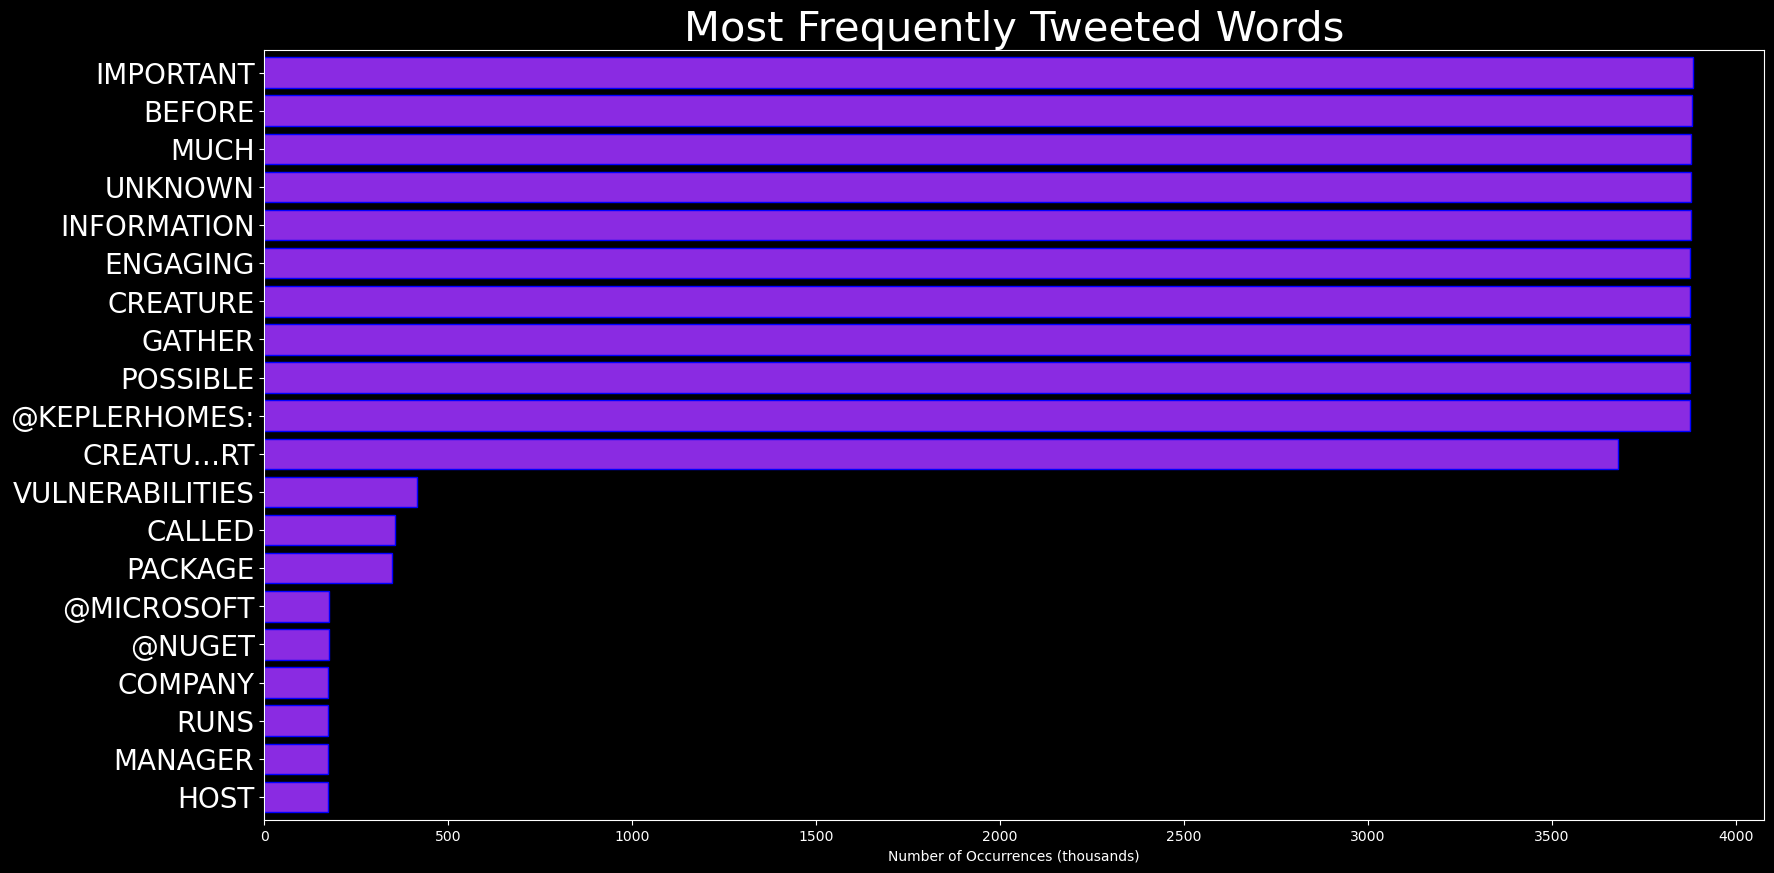 Most Frequently Tweeted Words
IMPORTANT
BEFORE
MUCH
UNKNOWN
INFORMATION
ENGAGING
CREATURE
GATHER
POSSIBLE
@KEPLERHOMES:
CREATU…RT
VULNERABILITIES
CALLED
PACKAGE
@MICROSOFT
@NUGET
COMPANY
RUNS
MANAGER
HOST
0 500 1000 1500 2000 2500 3000 3500 4000
Number of Occurrences (thousands)